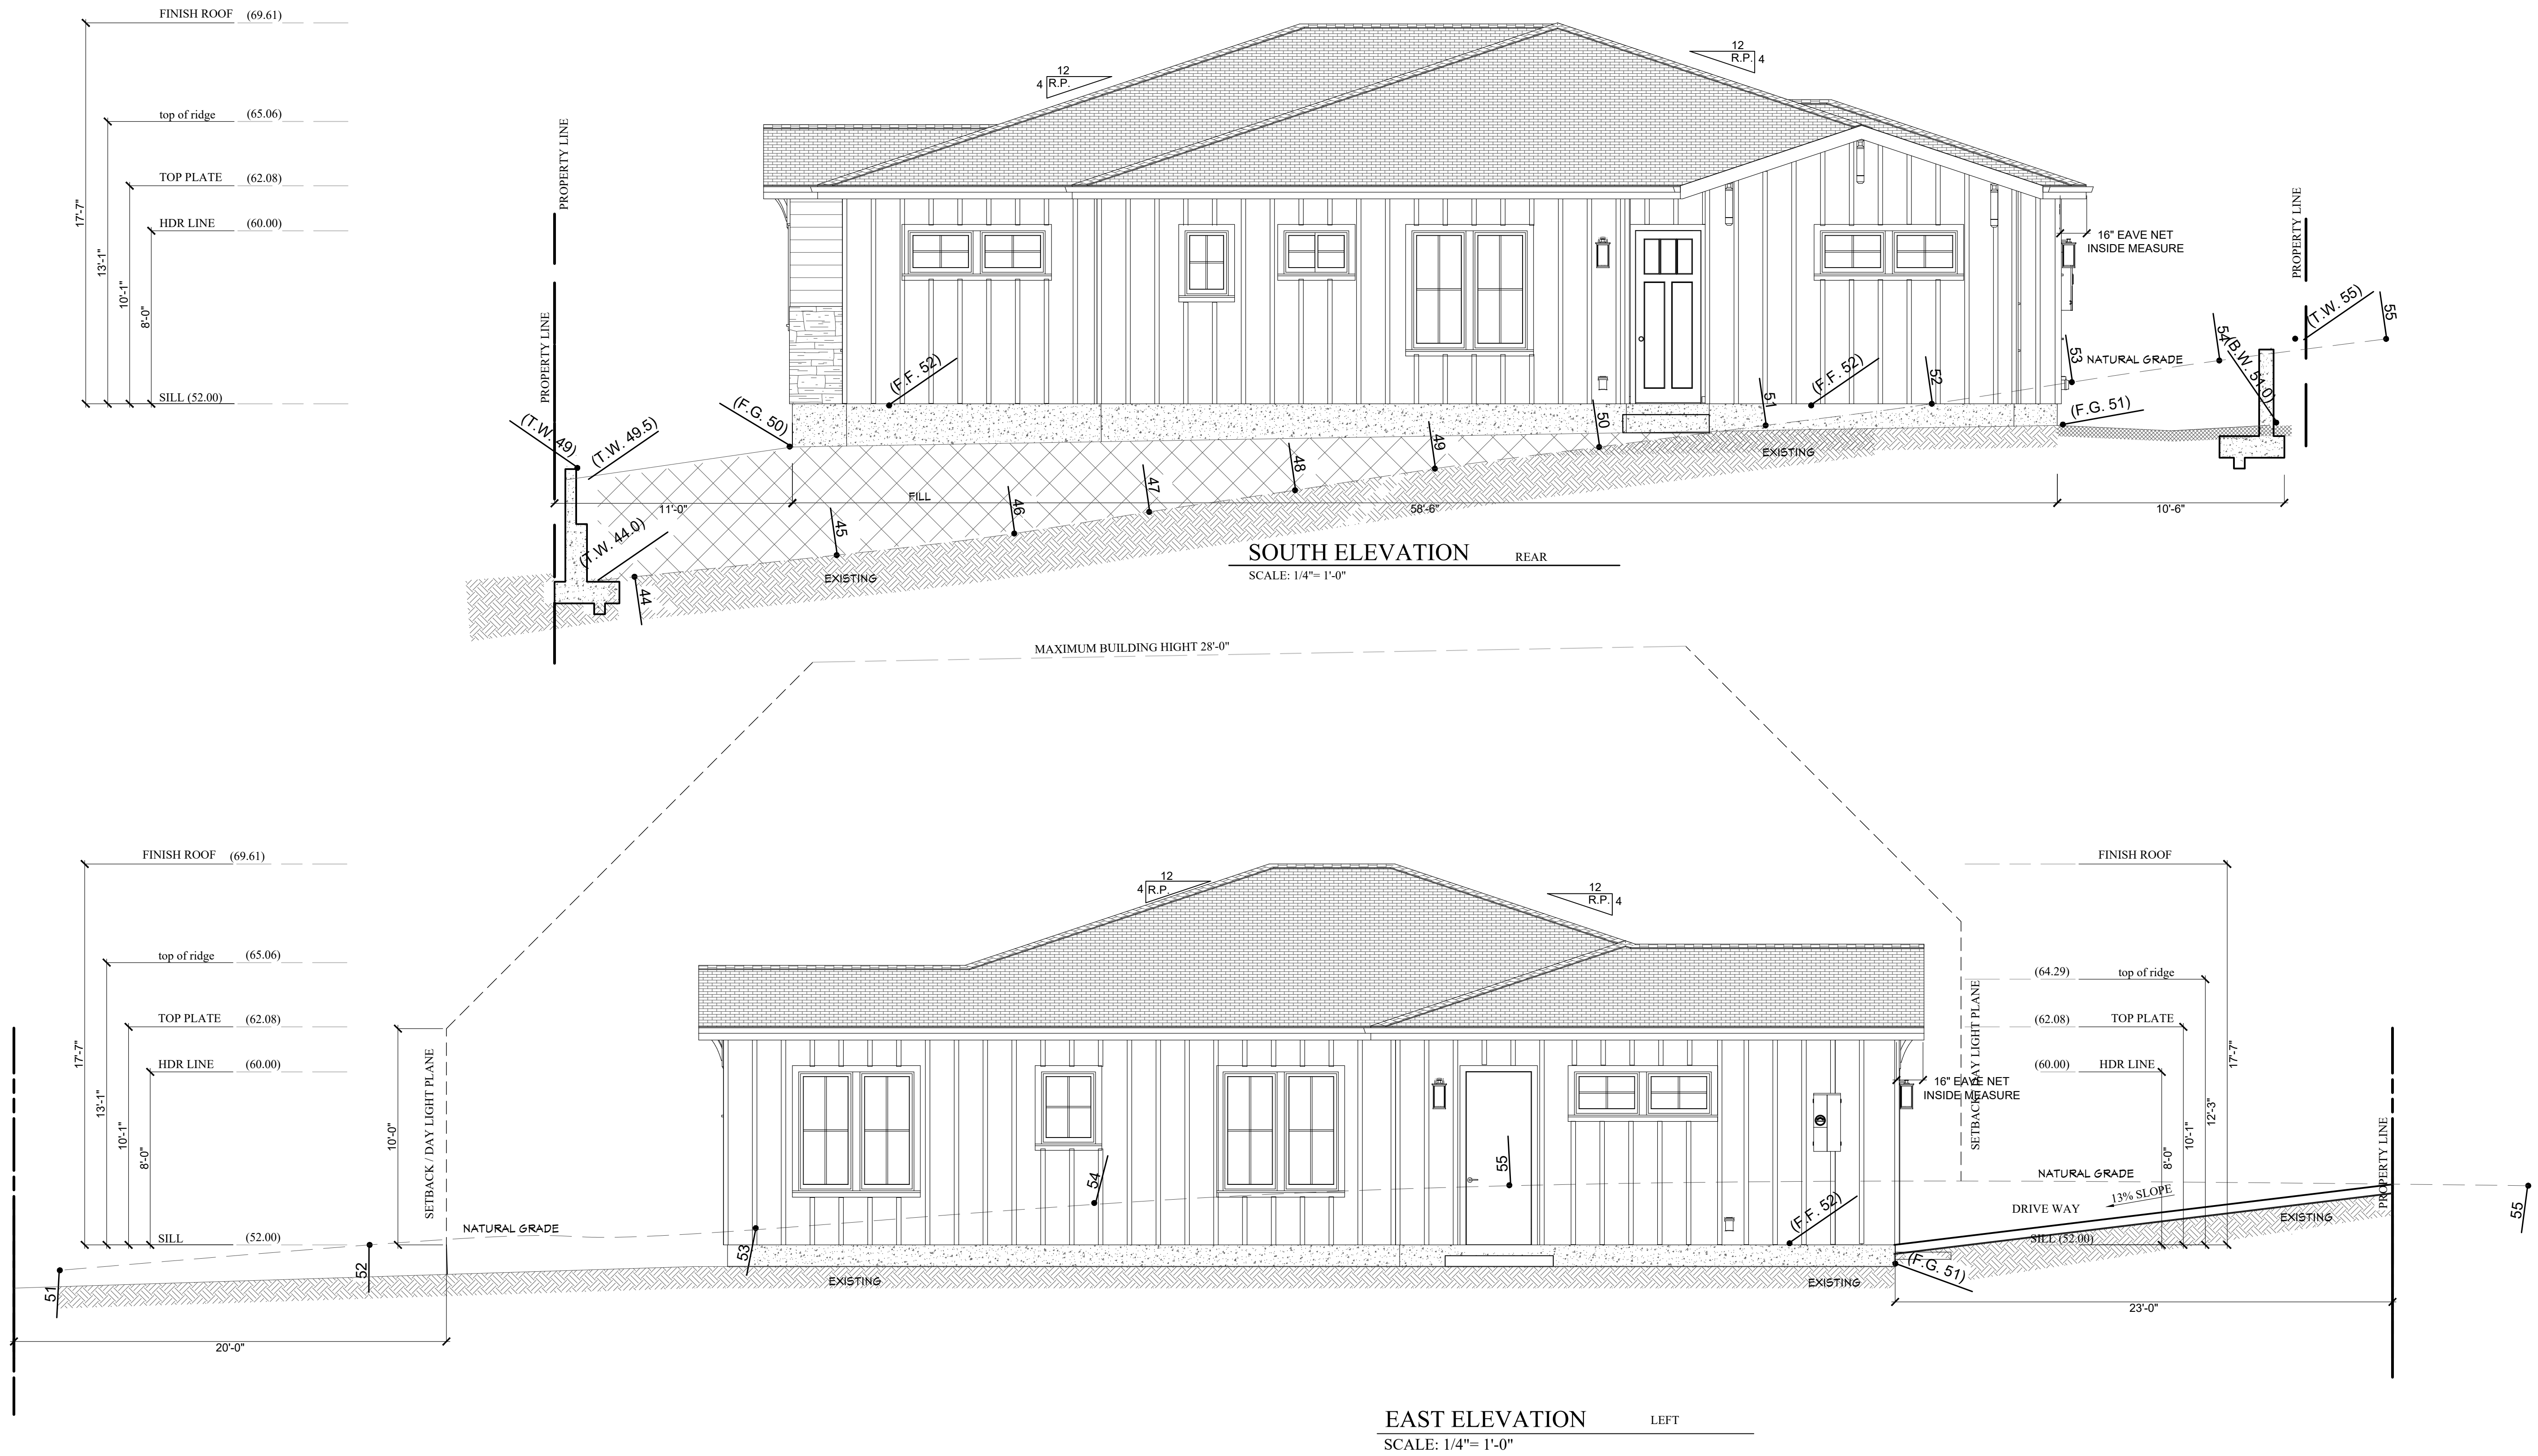 FINISH ROOF (69.61)
top of ridge (65.06)
TOP PLATE (62.08)
HDR LINE (60.00)
SILL (52.00)
17'-7"
13'-1"
10'-1"
8'-0"
PROPERTY LINE
PROPERTY LINE
12
4 R.P.
12
R.P. 4
16" EAVE NET
INSIDE MEASURE
PROPERTY LINE
(T.W. 55)
55
54
(B.W. 51.0)
53
NATURAL GRADE
(F.G. 51)
(T.W. 49)
(T.W. 49.5)
(F.G. 50)
(F.F. 52)
(F.F. 52)
52
51
50
49
48
47
46
45
44
(T.W. 44.0)
FILL
EXISTING
EXISTING
11'-0"
58'-6"
10'-6"
SOUTH ELEVATION REAR
SCALE: 1/4"= 1'-0"
MAXIMUM BUILDING HIGHT 28'-0"
FINISH ROOF (69.61)
top of ridge (65.06)
TOP PLATE (62.08)
HDR LINE (60.00)
SILL (52.00)
17'-7"
13'-1"
10'-1"
8'-0"
10'-0"
SETBACK / DAY LIGHT PLANE
NATURAL GRADE
51
52
53
54
55
20'-0"
12
4 R.P.
12
R.P. 4
EXISTING
EXISTING
(F.F. 52)
16" EAVE NET
INSIDE MEASURE
SETBACK / DAY LIGHT PLANE
FINISH ROOF
(64.29) top of ridge
(62.08) TOP PLATE
(60.00) HDR LINE
SILL (52.00)
8'-0"
10'-1"
12'-3"
17'-7"
NATURAL GRADE
13% SLOPE
DRIVE WAY
EXISTING
(F.G. 51)
PROPERTY LINE
55
23'-0"
EAST ELEVATION LEFT
SCALE: 1/4"= 1'-0"